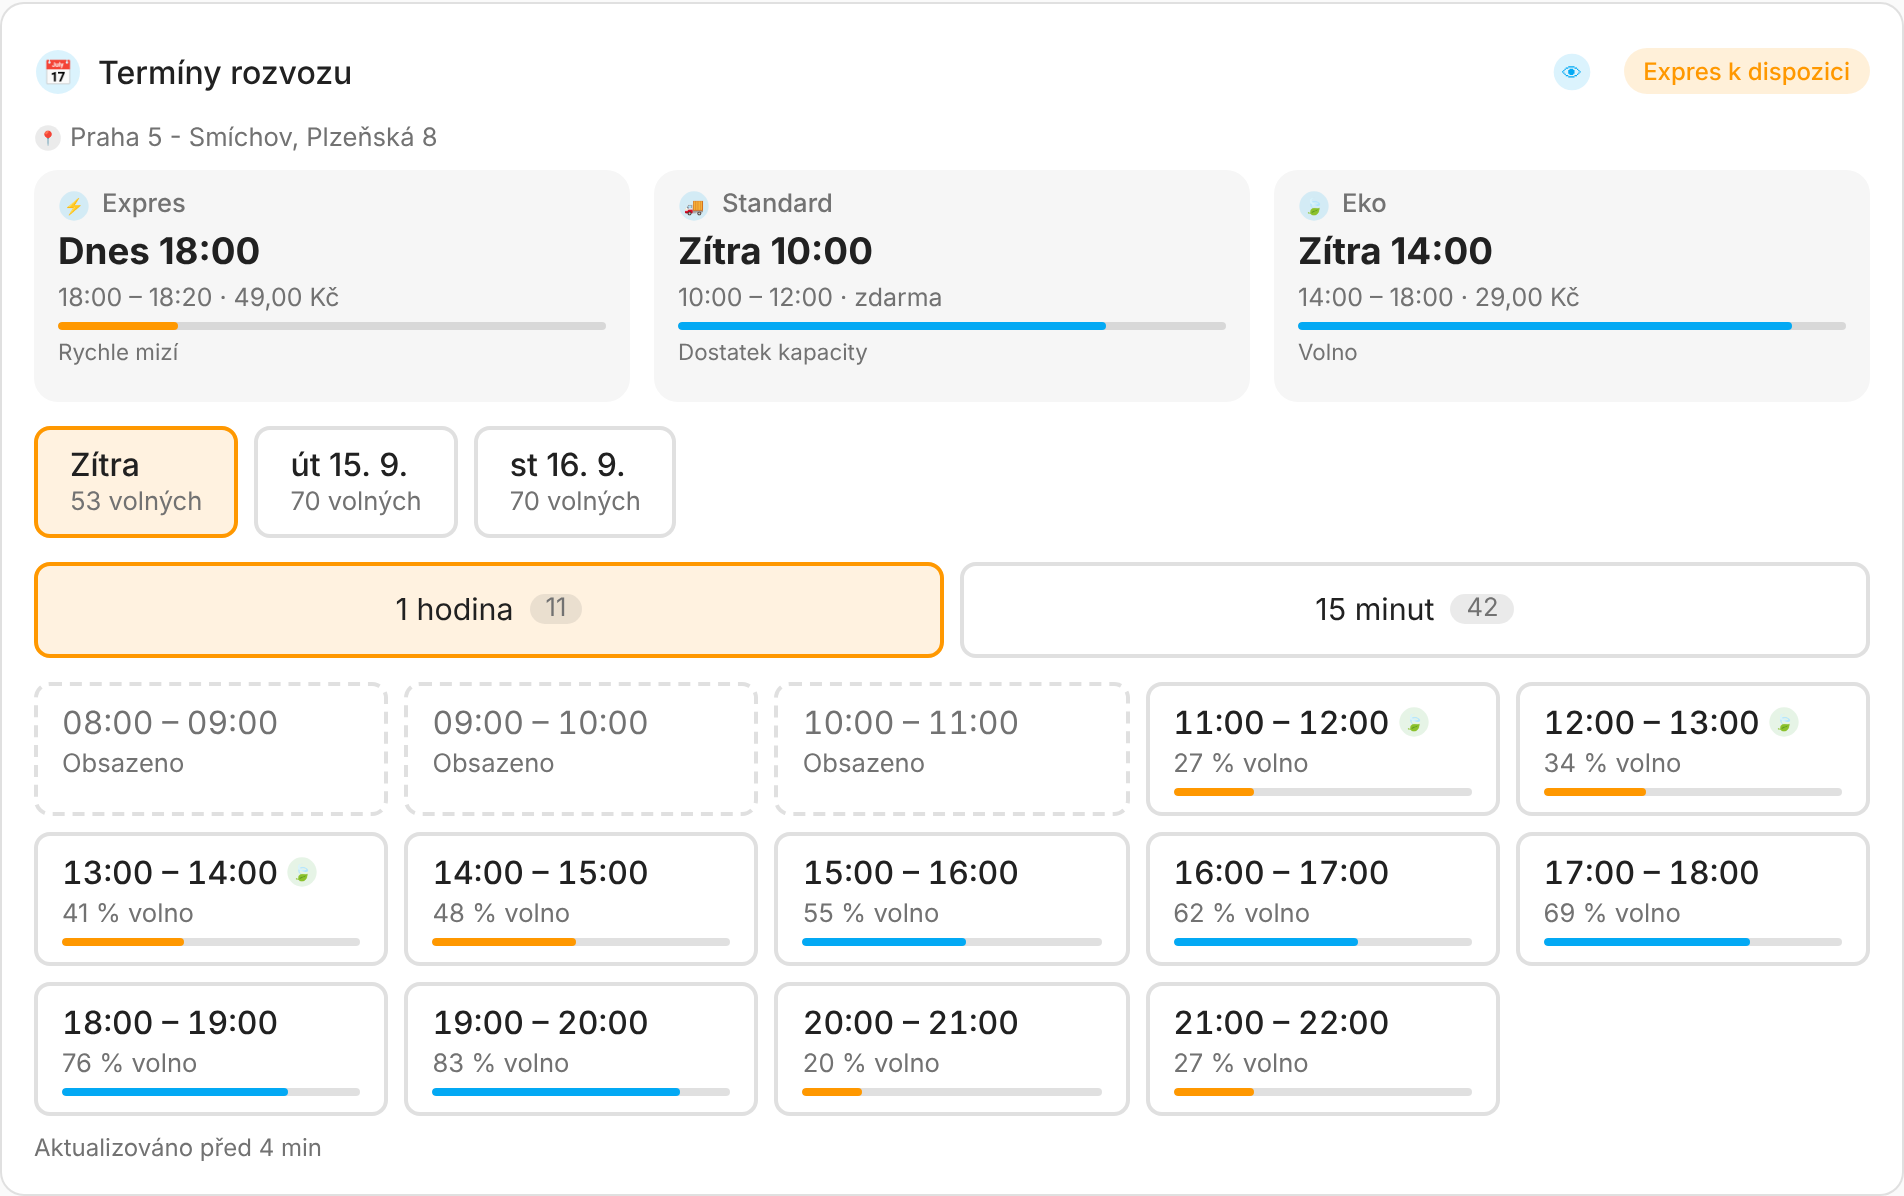 Termíny rozvozu
Expres k dispozici
Praha 5 - Smíchov, Plzeňská 8
Expres
Dnes 18:00
18:00 – 18:20 · 49,00 Kč
Rychle mizí
Standard
Zítra 10:00
10:00 – 12:00 · zdarma
Dostatek kapacity
Eko
Zítra 14:00
14:00 – 18:00 · 29,00 Kč
Volno
Zítra
53 volných
út 15. 9.
70 volných
st 16. 9.
70 volných
1 hodina 11
15 minut 42
08:00 – 09:00
Obsazeno
09:00 – 10:00
Obsazeno
10:00 – 11:00
Obsazeno
11:00 – 12:00
27 % volno
12:00 – 13:00
34 % volno
13:00 – 14:00
41 % volno
14:00 – 15:00
48 % volno
15:00 – 16:00
55 % volno
16:00 – 17:00
62 % volno
17:00 – 18:00
69 % volno
18:00 – 19:00
76 % volno
19:00 – 20:00
83 % volno
20:00 – 21:00
20 % volno
21:00 – 22:00
27 % volno
Aktualizováno před 4 min